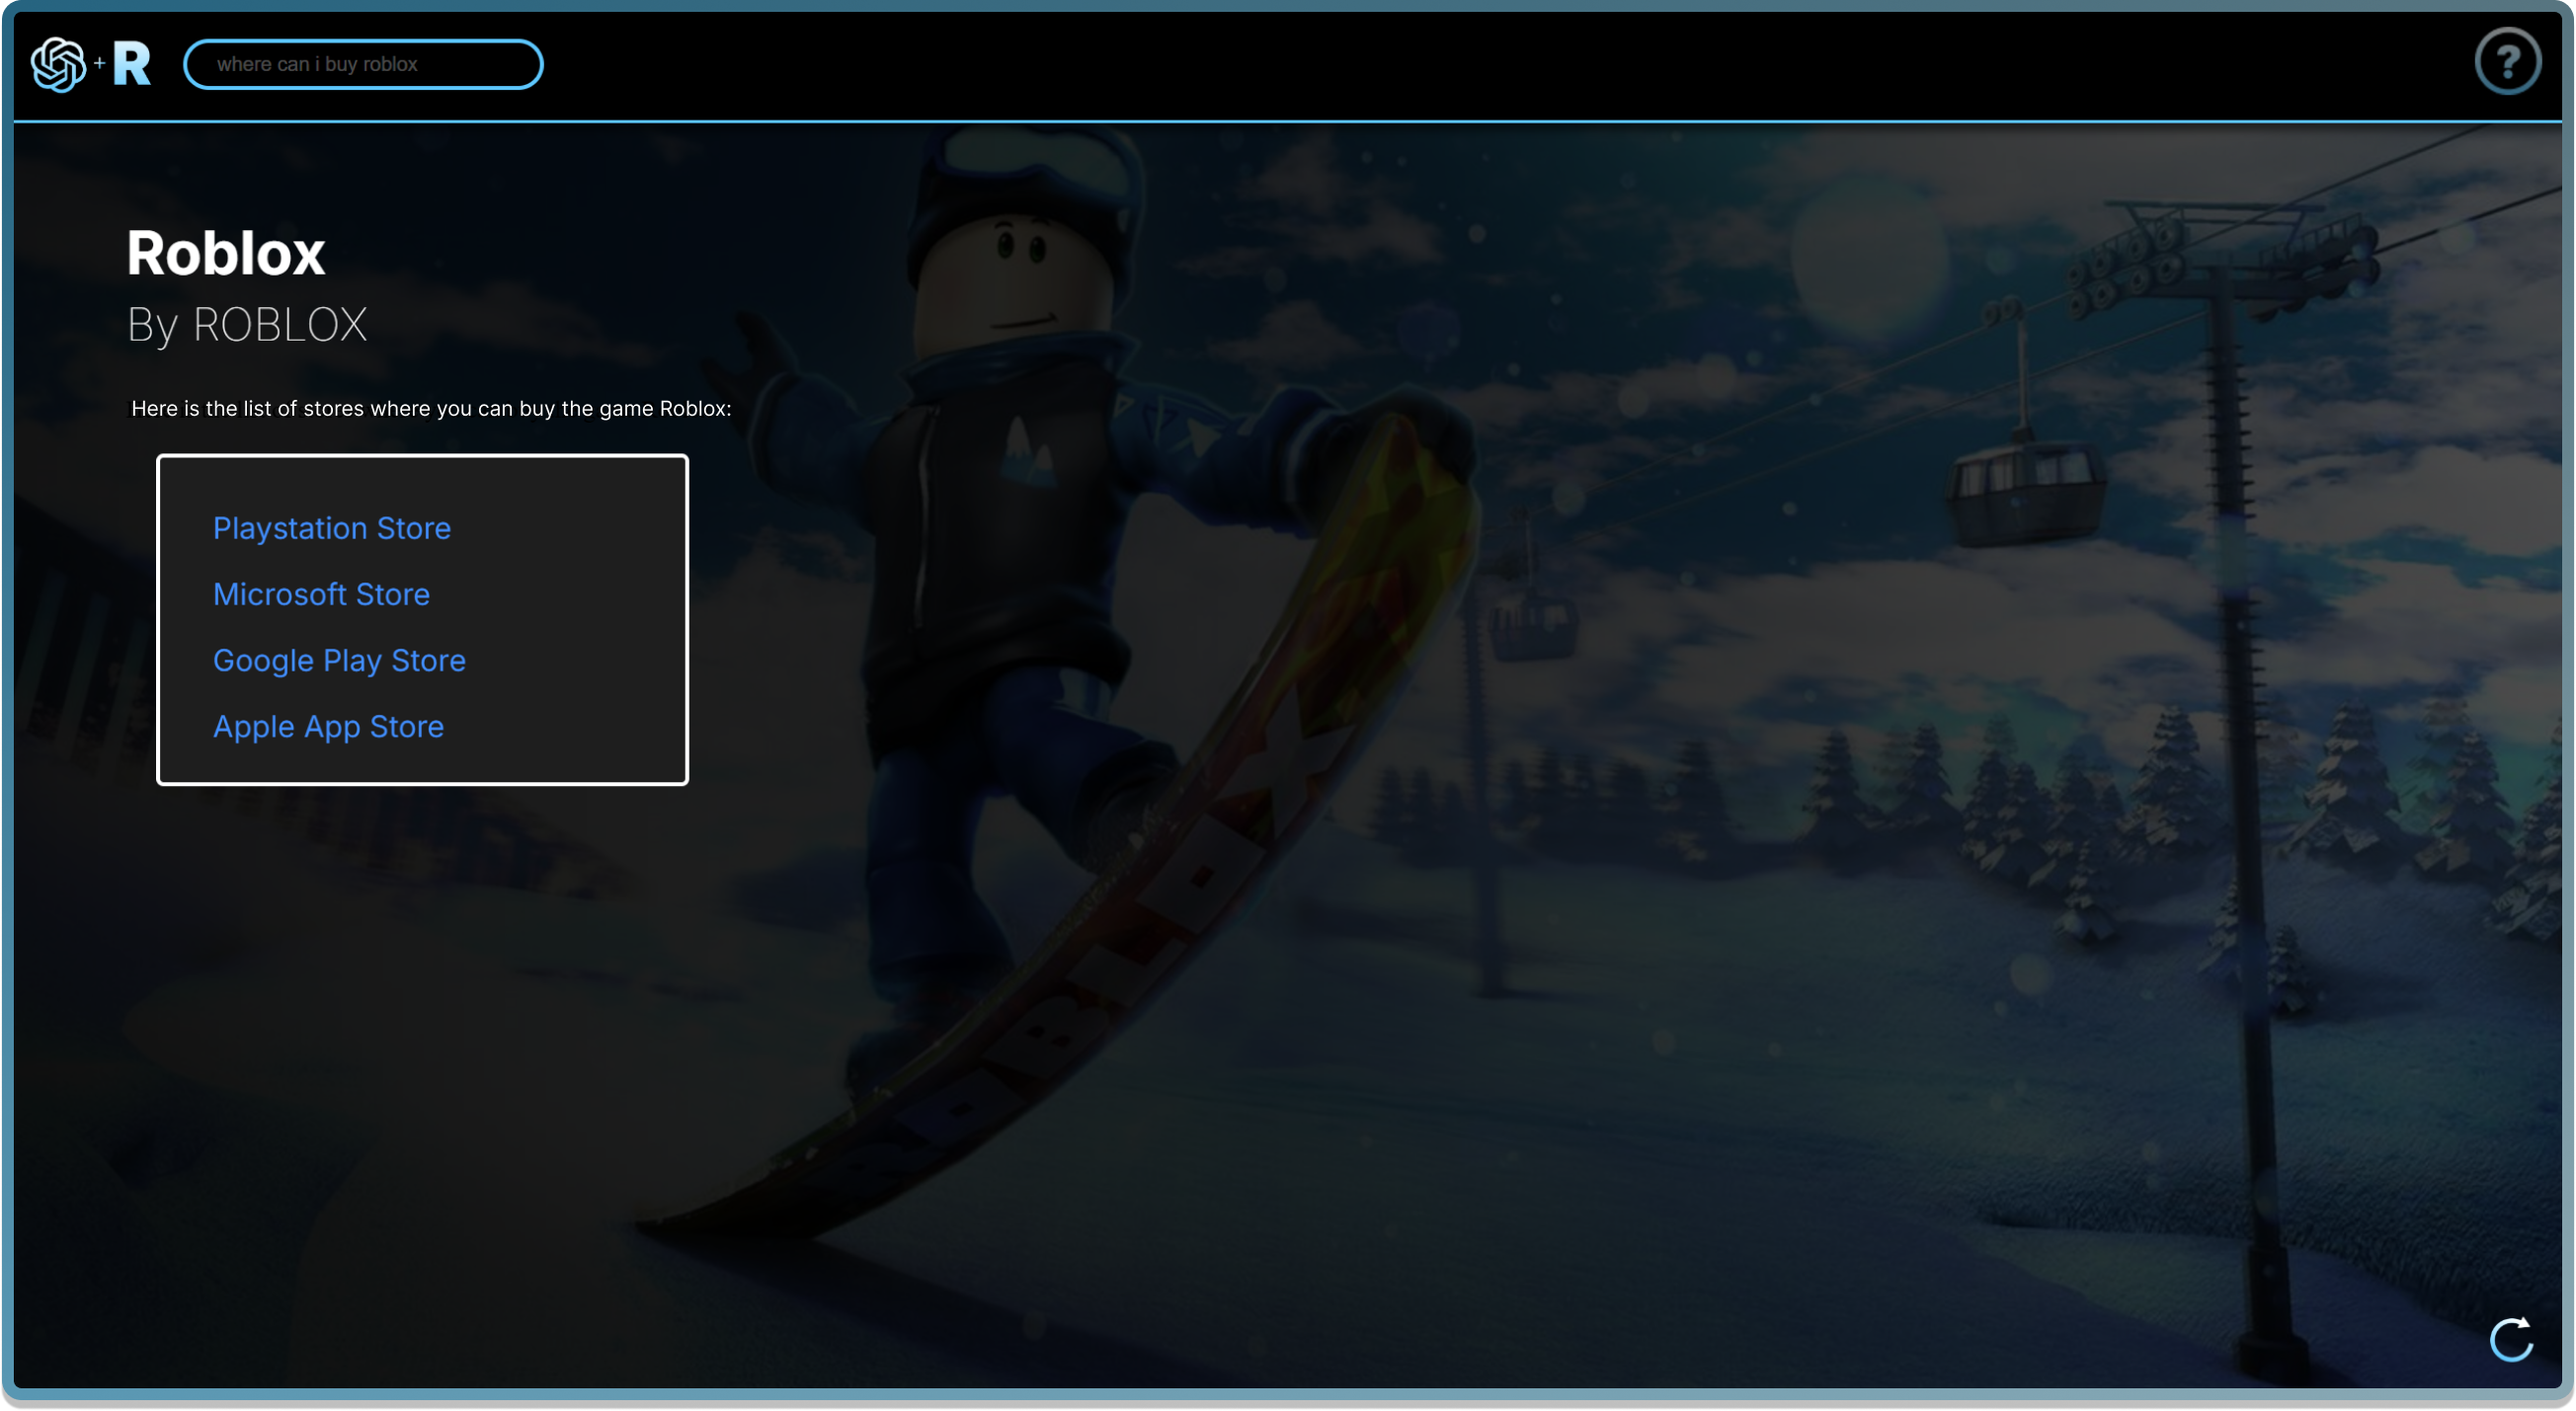 + R
where can i buy roblox
?
Roblox
By ROBLOX
Here is the list of stores where you can buy the game Roblox:
Playstation Store
Microsoft Store
Google Play Store
Apple App Store
ROBLOX